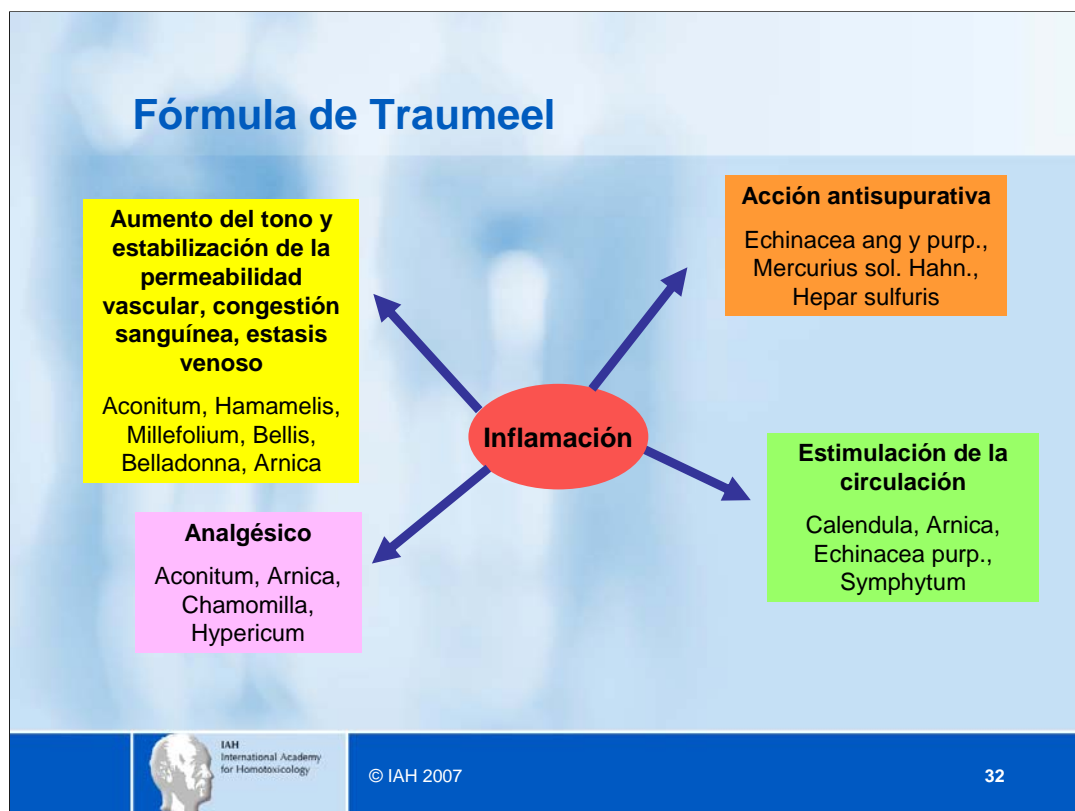 Fórmula de Traumeel
Aumento del tono y
estabilización de la
permeabilidad
vascular, congestión
sanguínea, estasis
venoso
Aconitum, Hamamelis,
Millefolium, Bellis,
Belladonna, Arnica
Acción antisupurativa
Echinacea ang y purp.,
Mercurius sol. Hahn.,
Hepar sulfuris
Inflamación
Analgésico
Aconitum, Arnica,
Chamomilla,
Hypericum
Estimulación de la
circulación
Calendula, Arnica,
Echinacea purp.,
Symphytum
IAH
International Academy
for Homotoxicology
© IAH 2007
32